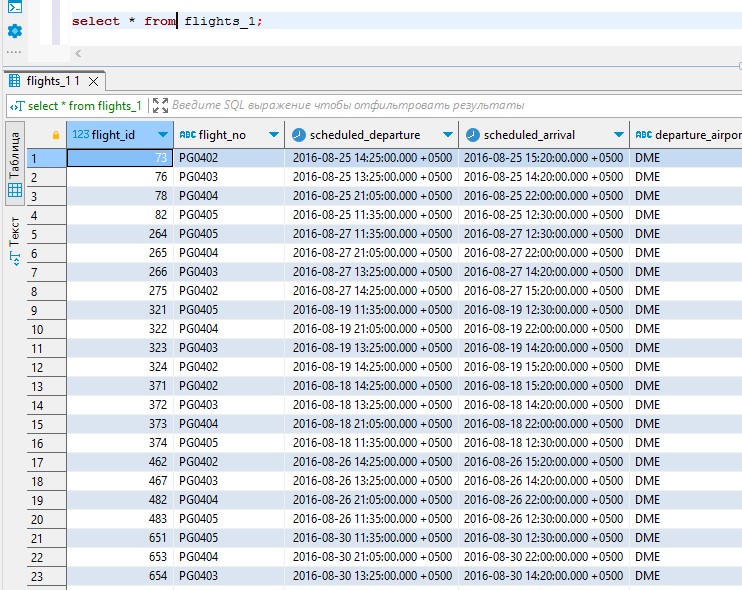 select * from flights_1;
flights_1 1
select * from flights_1 Введите SQL выражение чтобы отфильтровать результаты
Таблица
Текст
123 flight_id ABC flight_no scheduled_departure scheduled_arrival ABC departure_airpor
1 73 PG0402 2016-08-25 14:25:00.000 +0500 2016-08-25 15:20:00.000 +0500 DME
2 76 PG0403 2016-08-25 13:25:00.000 +0500 2016-08-25 14:20:00.000 +0500 DME
3 78 PG0404 2016-08-25 21:05:00.000 +0500 2016-08-25 22:00:00.000 +0500 DME
4 82 PG0405 2016-08-25 11:35:00.000 +0500 2016-08-25 12:30:00.000 +0500 DME
5 264 PG0405 2016-08-27 11:35:00.000 +0500 2016-08-27 12:30:00.000 +0500 DME
6 265 PG0404 2016-08-27 21:05:00.000 +0500 2016-08-27 22:00:00.000 +0500 DME
7 266 PG0403 2016-08-27 13:25:00.000 +0500 2016-08-27 14:20:00.000 +0500 DME
8 275 PG0402 2016-08-27 14:25:00.000 +0500 2016-08-27 15:20:00.000 +0500 DME
9 321 PG0405 2016-08-19 11:35:00.000 +0500 2016-08-19 12:30:00.000 +0500 DME
10 322 PG0404 2016-08-19 21:05:00.000 +0500 2016-08-19 22:00:00.000 +0500 DME
11 323 PG0403 2016-08-19 13:25:00.000 +0500 2016-08-19 14:20:00.000 +0500 DME
12 324 PG0402 2016-08-19 14:25:00.000 +0500 2016-08-19 15:20:00.000 +0500 DME
13 371 PG0402 2016-08-18 14:25:00.000 +0500 2016-08-18 15:20:00.000 +0500 DME
14 372 PG0403 2016-08-18 13:25:00.000 +0500 2016-08-18 14:20:00.000 +0500 DME
15 373 PG0404 2016-08-18 21:05:00.000 +0500 2016-08-18 22:00:00.000 +0500 DME
16 374 PG0405 2016-08-18 11:35:00.000 +0500 2016-08-18 12:30:00.000 +0500 DME
17 462 PG0402 2016-08-26 14:25:00.000 +0500 2016-08-26 15:20:00.000 +0500 DME
18 467 PG0403 2016-08-26 13:25:00.000 +0500 2016-08-26 14:20:00.000 +0500 DME
19 482 PG0404 2016-08-26 21:05:00.000 +0500 2016-08-26 22:00:00.000 +0500 DME
20 483 PG0405 2016-08-26 11:35:00.000 +0500 2016-08-26 12:30:00.000 +0500 DME
21 651 PG0405 2016-08-30 11:35:00.000 +0500 2016-08-30 12:30:00.000 +0500 DME
22 653 PG0404 2016-08-30 21:05:00.000 +0500 2016-08-30 22:00:00.000 +0500 DME
23 654 PG0403 2016-08-30 13:25:00.000 +0500 2016-08-30 14:20:00.000 +0500 DME